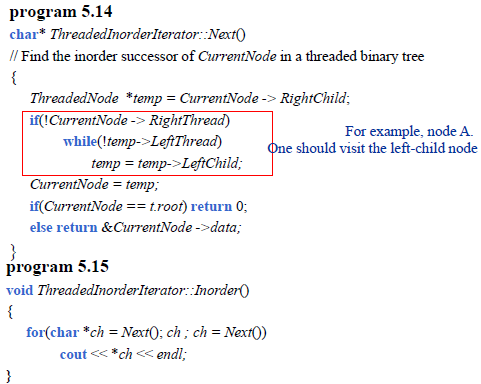 program 5.14
char* ThreadedInorderIterator::Next()
// Find the inorder successor of CurrentNode in a threaded binary tree
{
ThreadedNode *temp = CurrentNode -> RightChild;
if(!CurrentNode -> RightThread)
For example, node A.
while(!temp->LeftThread)
One should visit the left-child node
temp = temp->LeftChild;
CurrentNode = temp;
if(CurrentNode == t.root) return 0;
else return &CurrentNode ->data;
}
program 5.15
void ThreadedInorderIterator::Inorder()
{
for(char *ch = Next(); ch ; ch = Next())
cout << *ch << endl;
}